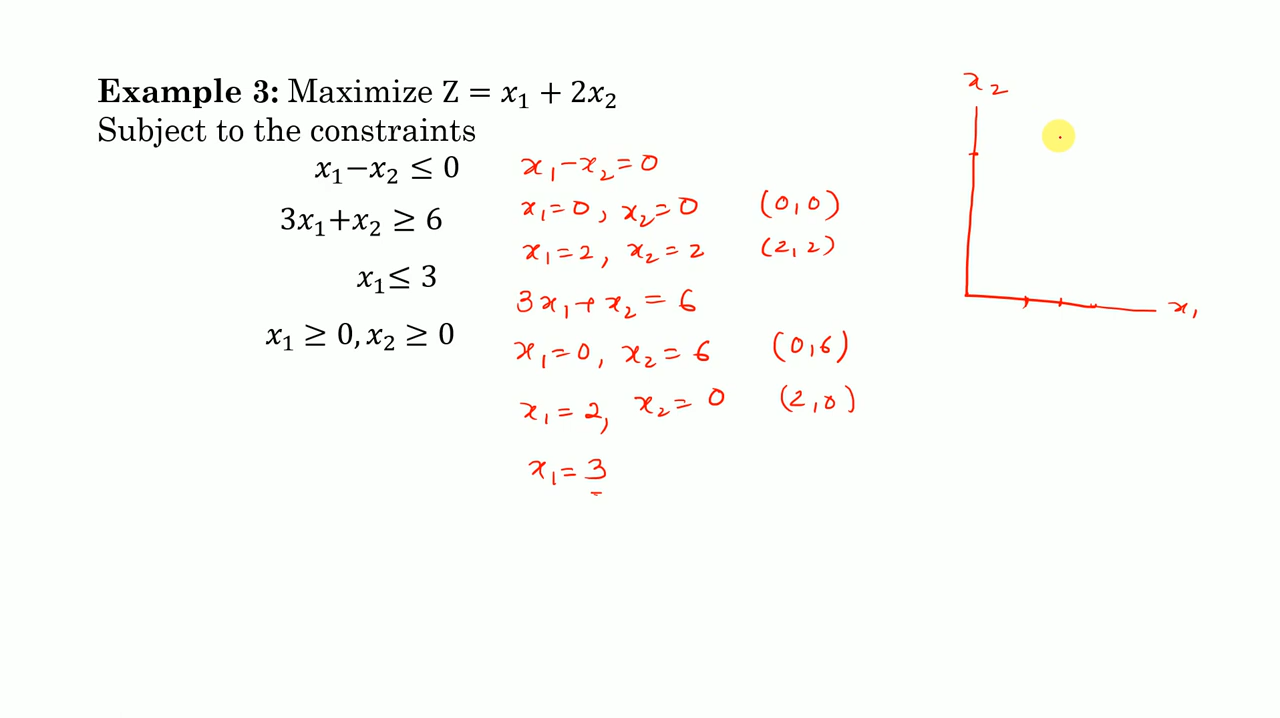 Example 3: Maximize Z = x₁ + 2x₂
Subject to the constraints
x₁−x₂ ≤ 0
3x₁+x₂ ≥ 6
x₁≤ 3
x₁ ≥ 0, x₂ ≥ 0
x₁−x₂=0
x₁=0, x₂=0 (0,0)
x₁=2, x₂=2 (2,2)
3x₁+x₂=6
x₁=0, x₂=6 (0,6)
x₁=2, x₂=0 (2,0)
x₁=3
x₂
x₁